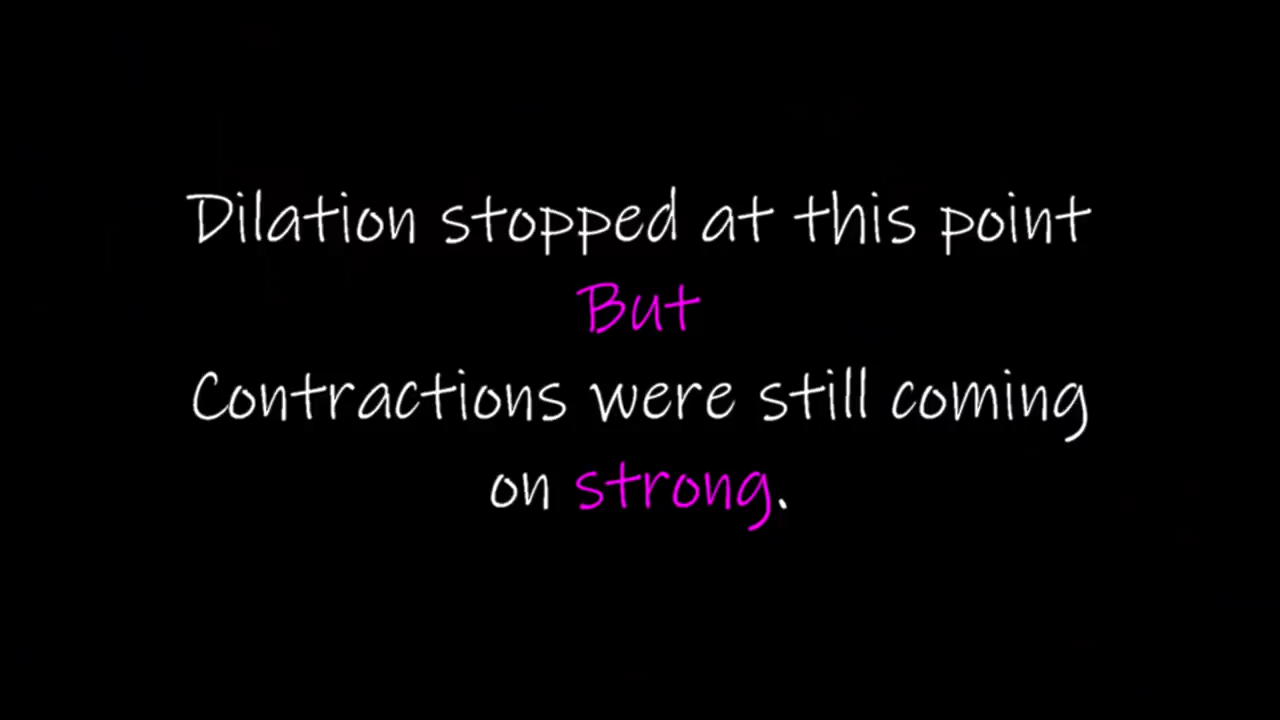 Dilation stopped at this point
But
Contractions were still coming
on strong.